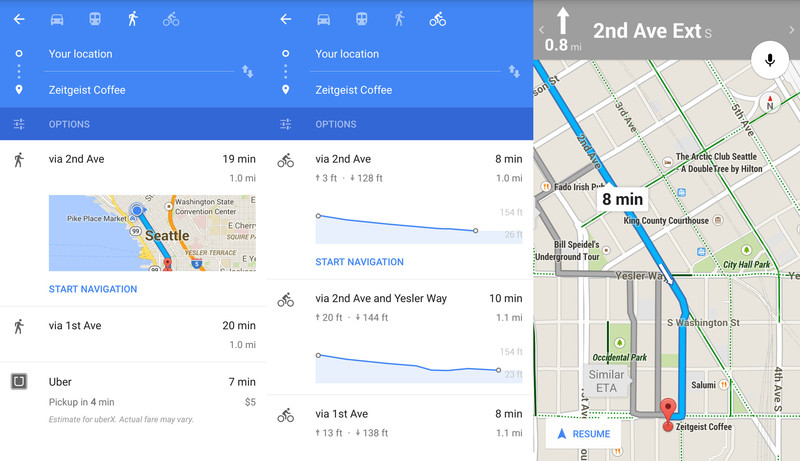 Your location
Zeitgeist Coffee
OPTIONS
via 2nd Ave 19 min
1.0 mi
Washington State
Convention Center
Pike Place Market
99
E Cherry
Seattle
SQUIRE P
YESLER TERRACE
5
99
S Jackson
START NAVIGATION
via 1st Ave 20 min
1.0 mi
Uber 7 min
Pickup in 4 min $5
Estimate for uberX. Actual fare may vary.
Your location
Zeitgeist Coffee
OPTIONS
via 2nd Ave 8 min
↑ 3 ft · ↓ 128 ft 1.0 mi
154 ft
26 ft
START NAVIGATION
via 2nd Ave and Yesler Way 10 min
↑ 20 ft · ↓ 144 ft 1.1 mi
154 ft
23 ft
via 1st Ave 8 min
↑ 13 ft · ↓ 138 ft 1.1 mi
0.8 mi
2nd Ave Ext S
son St
3rd Ave
5th Ave
N
2nd Ave
The Arctic Club Seattle
- A DoubleTree by Hilton
Fado Irish Pub
8 min
King County Courthouse
Bill Speidel's
Underground Tour
City Hall Park
Yesler Way
S Washington St
Occidental Park
Similar
ETA
Salumi
4th Ave S
1st Ave
Zeitgeist Coffee
RESUME